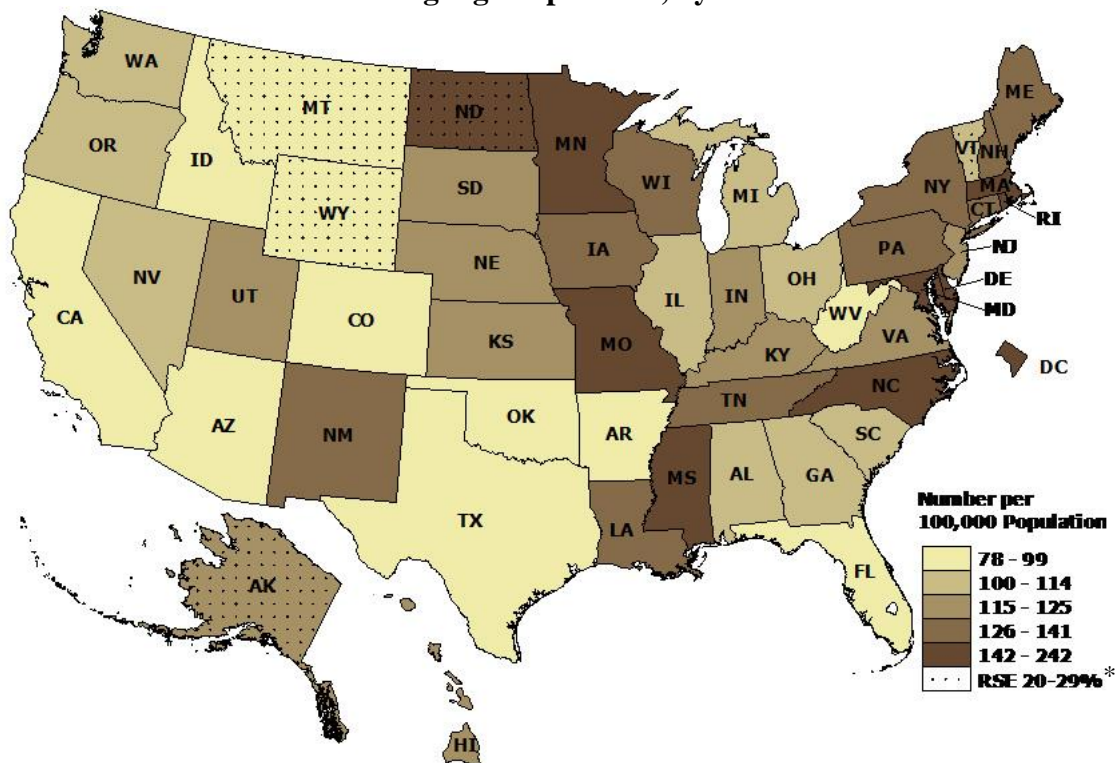 WA
MT
ND
MN
ME
OR
ID
SD
WI
VT
NH
WY
MI
NY
MA
CT
RI
NV
UT
NE
IA
PA
NJ
CA
CO
IL
IN
OH
DE
KS
MO
WV
VA
MD
KY
DC
AZ
NM
OK
AR
TN
NC
TX
MS
AL
GA
SC
LA
FL
AK
HI
Number per
100,000 Population
78 - 99
100 - 114
115 - 125
126 - 141
142 - 242
RSE 20-29%*